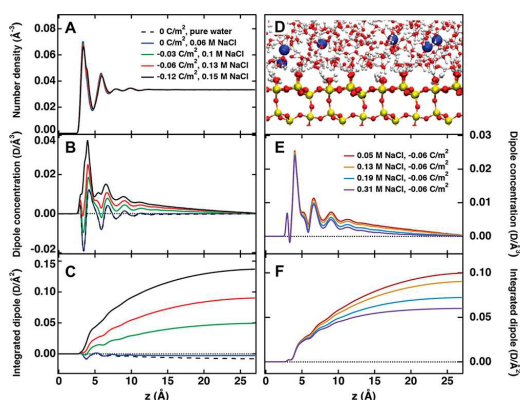 A
0 C/m², pure water
0 C/m², 0.06 M NaCl
-0.03 C/m², 0.1 M NaCl
-0.06 C/m², 0.13 M NaCl
-0.12 C/m², 0.15 M NaCl
Number density (Å⁻³)
0.08
0.06
0.04
0.02
0.00
D
B
Dipole concentration (D/Å³)
0.04
0.02
0.00
-0.02
E
0.05 M NaCl, -0.06 C/m²
0.13 M NaCl, -0.06 C/m²
0.19 M NaCl, -0.06 C/m²
0.31 M NaCl, -0.06 C/m²
0.03
0.02
0.01
0.00
Dipole concentration (D/Å³)
C
Integrated dipole (D/Å²)
0.15
0.10
0.05
0.00
0 5 10 15 20 25
z (Å)
F
0.10
0.05
0.00
Integrated dipole (D/Å²)
0 5 10 15 20 25
z (Å)